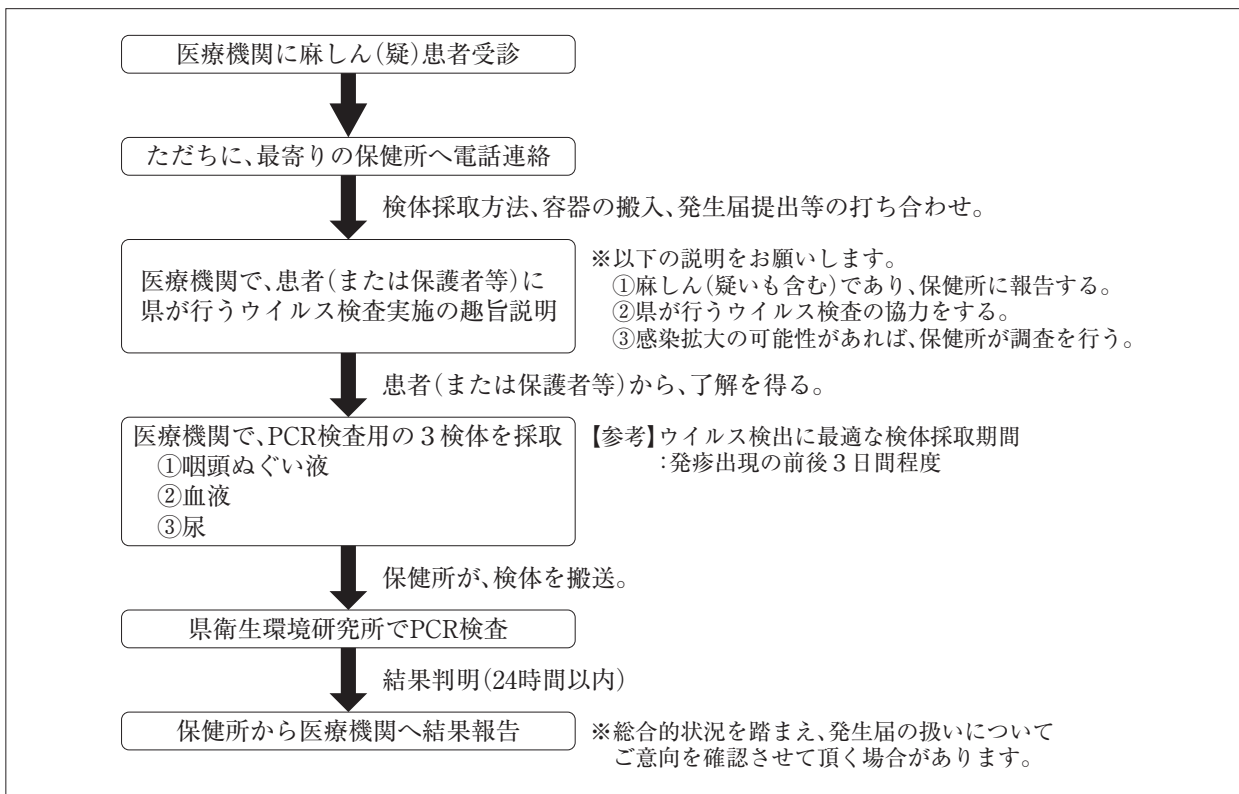 医療機関に麻しん(疑)患者受診
ただちに、最寄りの保健所へ電話連絡
検体採取方法、容器の搬入、発生届提出等の打ち合わせ。
医療機関で、患者(または保護者等)に
県が行うウイルス検査実施の趣旨説明
※以下の説明をお願いします。
①麻しん(疑いも含む)であり、保健所に報告する。
②県が行うウイルス検査の協力をする。
③感染拡大の可能性があれば、保健所が調査を行う。
患者(または保護者等)から、了解を得る。
医療機関で、PCR検査用の3検体を採取
①咽頭ぬぐい液
②血液
③尿
【参考】ウイルス検出に最適な検体採取期間
:発疹出現の前後3日間程度
保健所が、検体を搬送。
県衛生環境研究所でPCR検査
結果判明(24時間以内)
保健所から医療機関へ結果報告
※総合的状況を踏まえ、発生届の扱いについて
ご意向を確認させて頂く場合があります。